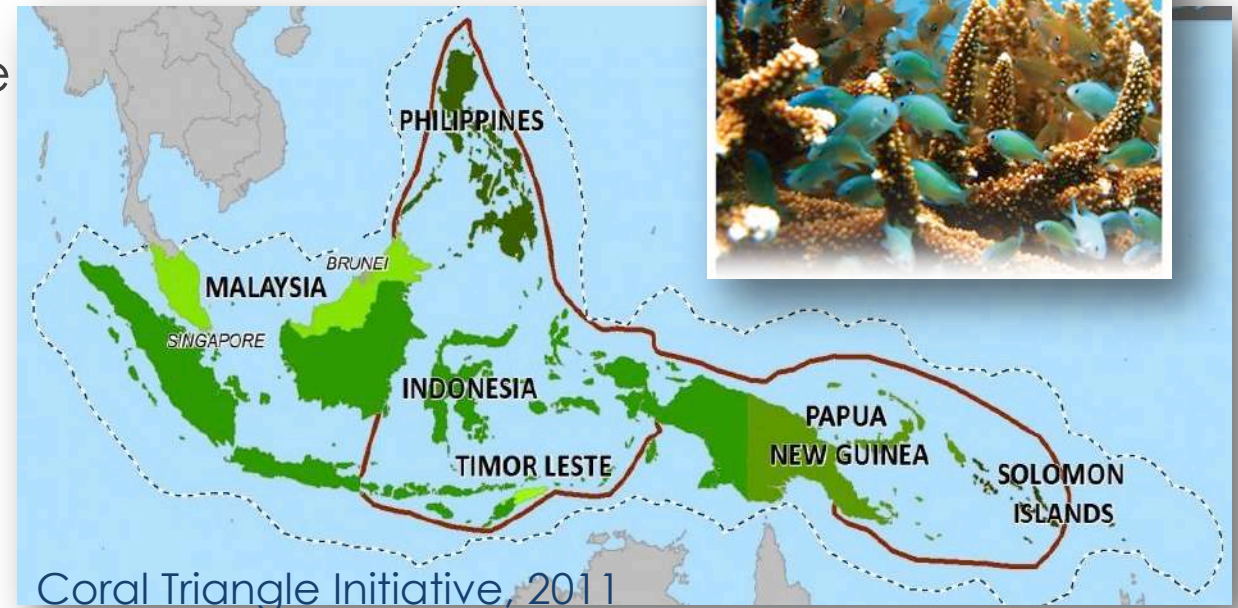 e
PHILIPPINES
BRUNEI
MALAYSIA
SINGAPORE
INDONESIA
PAPUA
NEW GUINEA
TIMOR LESTE
SOLOMON
ISLANDS
Coral Triangle Initiative, 2011